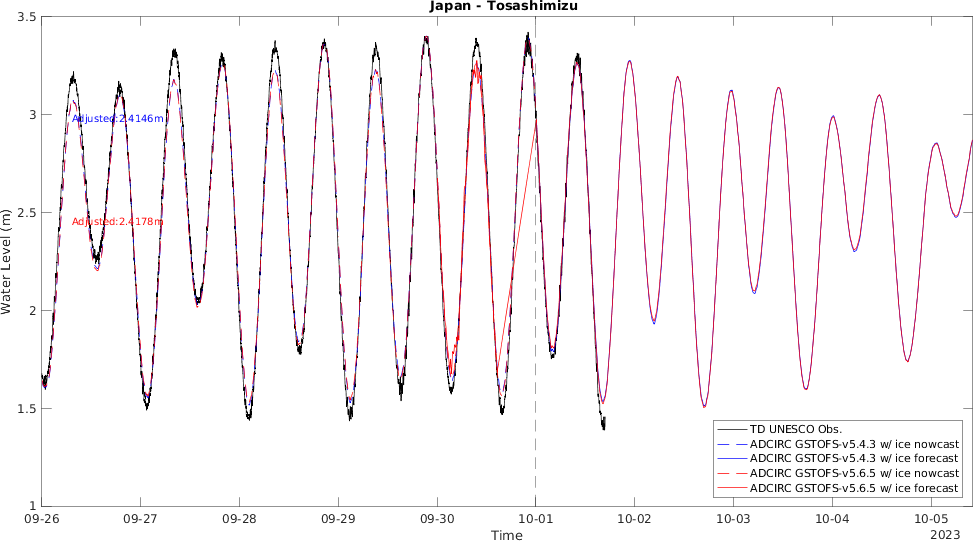 Japan - Tosashimizu
3.5
3
2.5
2
1.5
1
Water Level (m)
Adjusted:2.4146m
Adjusted:2.4178m
TD UNESCO Obs.
ADCIRC GSTOFS-v5.4.3 w/ ice nowcast
ADCIRC GSTOFS-v5.4.3 w/ ice forecast
ADCIRC GSTOFS-v5.6.5 w/ ice nowcast
ADCIRC GSTOFS-v5.6.5 w/ ice forecast
09-26 09-27 09-28 09-29 09-30 10-01 10-02 10-03 10-04 10-05
Time
2023